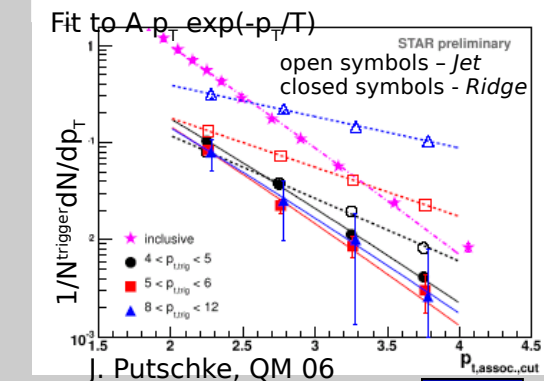 Fit to A p_T exp(-p_T/T)
STAR preliminary
open symbols – Jet
closed symbols - Ridge
1/N^trigger dN/dp_T
1
-1
2
10^-3
inclusive
4 < p_t,trig < 5
5 < p_t,trig < 6
8 < p_t,trig < 12
1.5 2 2.5 3 3.5 4 4.5
p_t,assoc.,cut
J. Putschke, QM 06